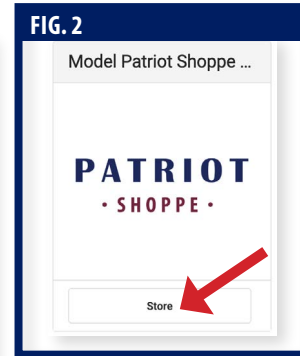 FIG. 2
Model Patriot Shoppe ...
PATRIOT
• SHOPPE •
Store